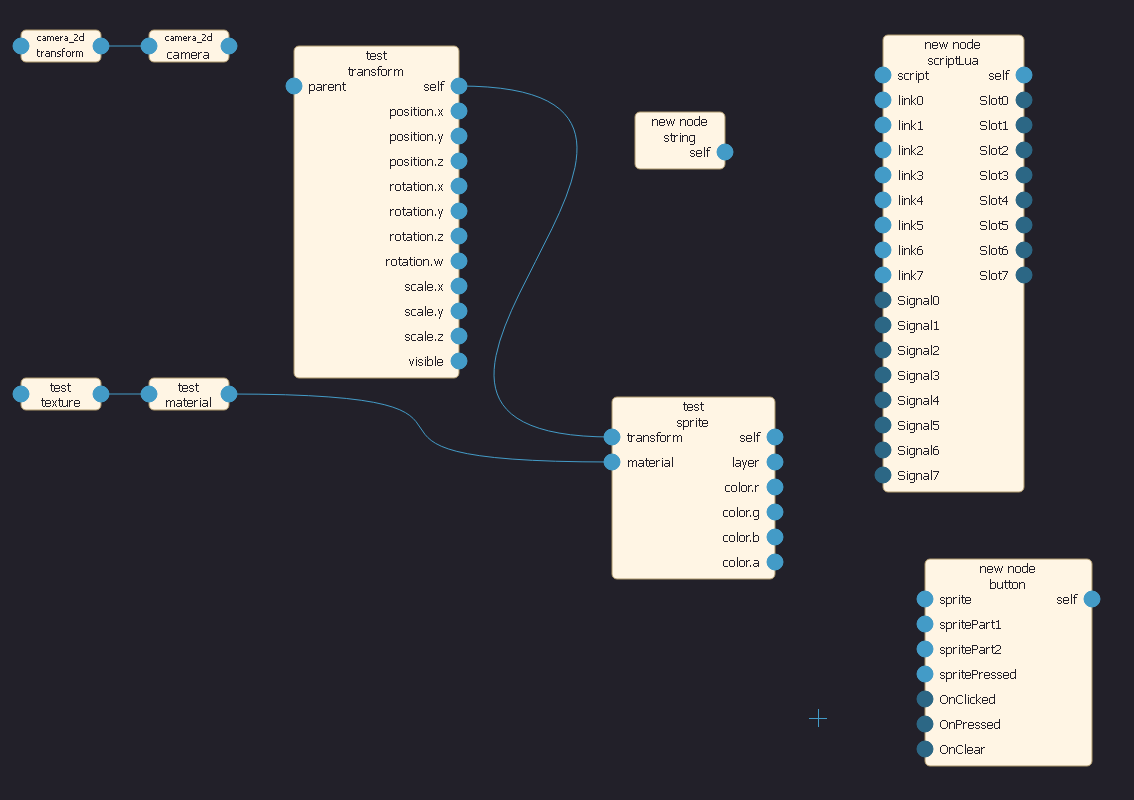 camera_2d
transform
camera_2d
camera
test
transform
parent self
position.x
position.y
position.z
rotation.x
rotation.y
rotation.z
rotation.w
scale.x
scale.y
scale.z
visible
new node
string
self
new node
scriptLua
script self
link0 Slot0
link1 Slot1
link2 Slot2
link3 Slot3
link4 Slot4
link5 Slot5
link6 Slot6
link7 Slot7
Signal0
Signal1
Signal2
Signal3
Signal4
Signal5
Signal6
Signal7
test
texture
test
material
test
sprite
transform self
material layer
color.r
color.g
color.b
color.a
new node
button
sprite self
spritePart1
spritePart2
spritePressed
OnClicked
OnPressed
OnClear